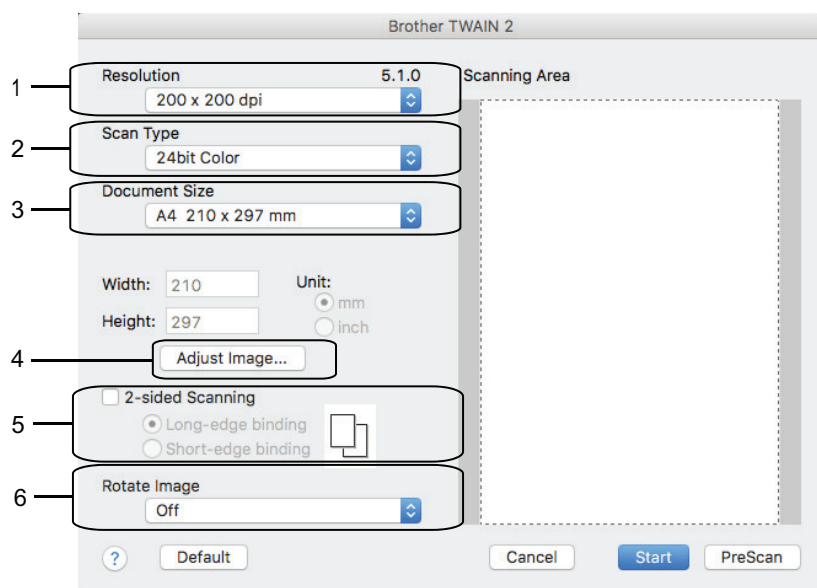 Brother TWAIN 2
1
Resolution 5.1.0
200 x 200 dpi
Scanning Area
2
Scan Type
24bit Color
3
Document Size
A4 210 x 297 mm
Width: 210
Unit:
mm
Height: 297
inch
4
Adjust Image...
5
2-sided Scanning
Long-edge binding
Short-edge binding
6
Rotate Image
Off
? Default Cancel Start PreScan